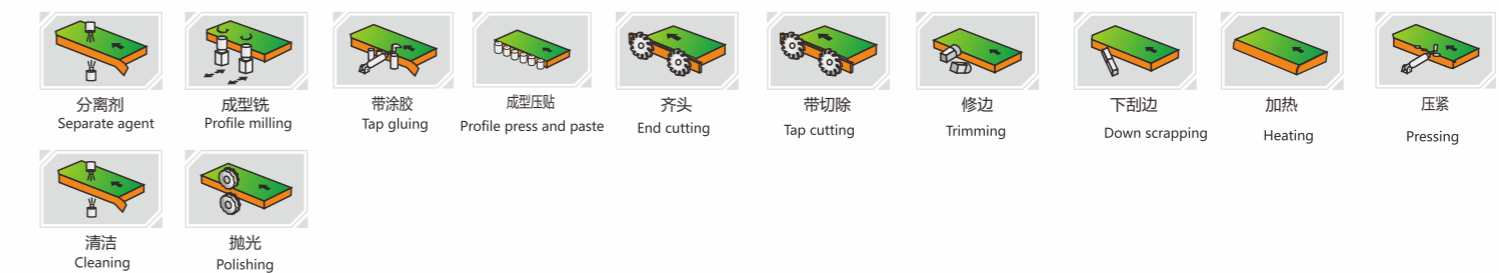 分离剂
Separate agent
成型铣
Profile milling
带涂胶
Tap gluing
成型压贴
Profile press and paste
齐头
End cutting
带切除
Tap cutting
修边
Trimming
下刮边
Down scrapping
加热
Heating
压紧
Pressing
清洁
Cleaning
抛光
Polishing